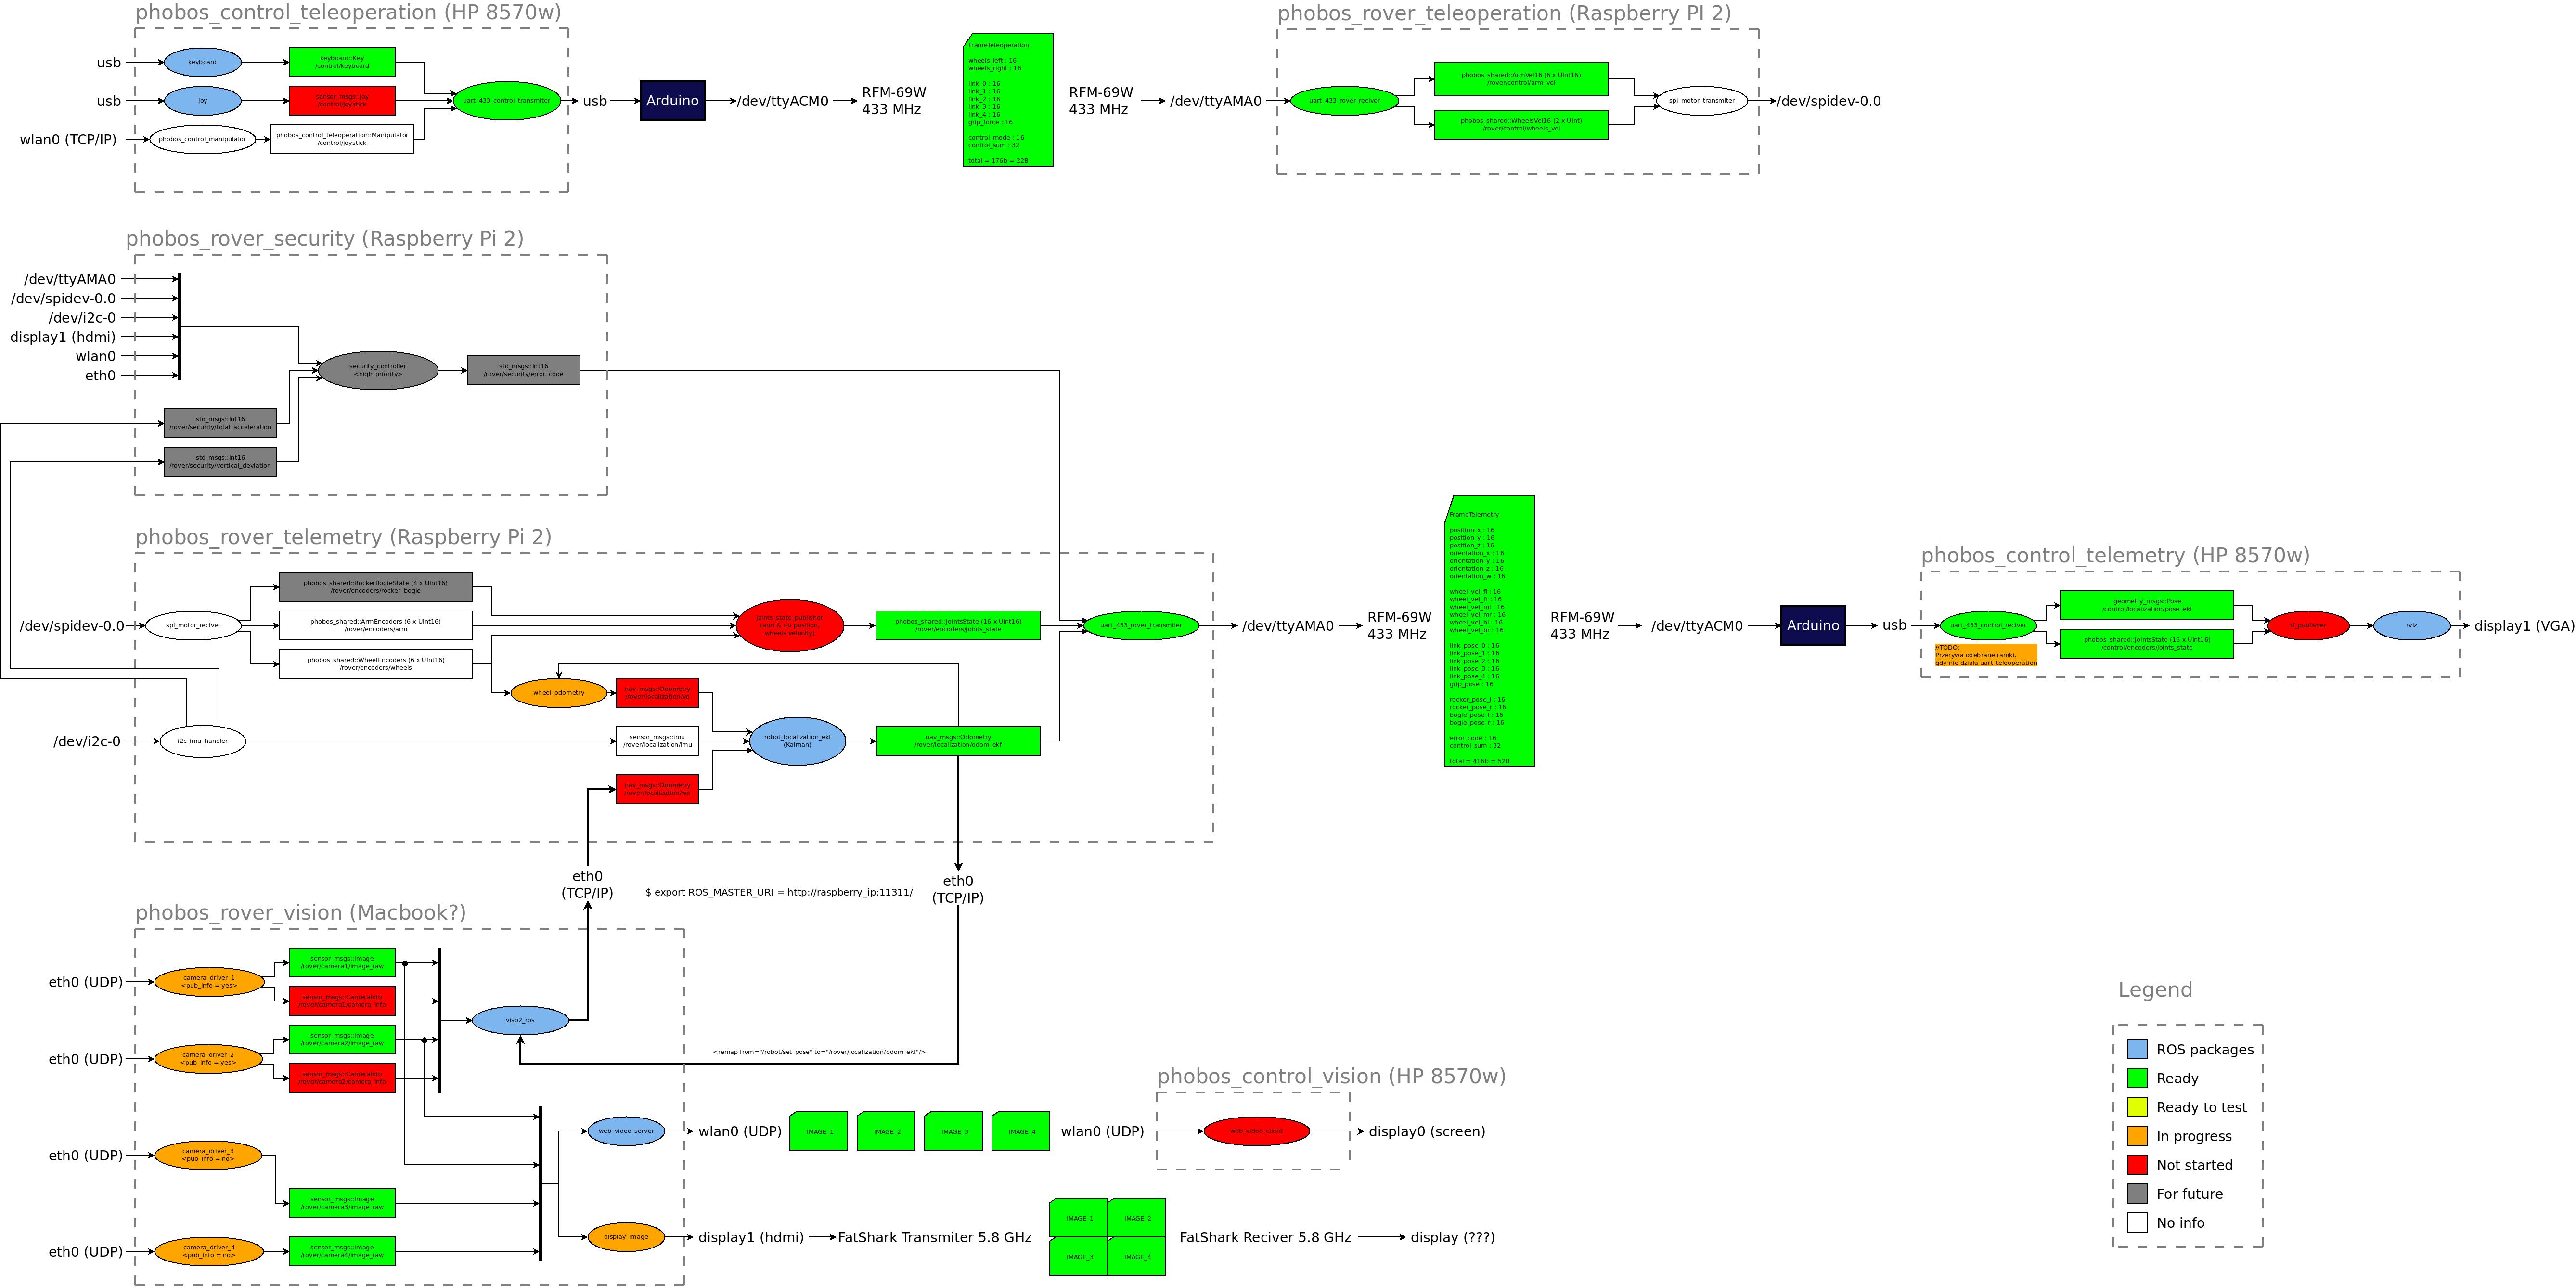 phobos_control_teleoperation (HP 8570w)
usb
keyboard
keyboard::Key
/control/keyboard
usb
joy
sensor_msgs::Joy
/control/joystick
wlan0 (TCP/IP)
phobos_control_manipulator
phobos_control_teleoperation::Manipulator
/control/joystick
uart_433_control_transmiter
usb
Arduino
/dev/ttyACM0
RFM-69W
433 MHz
FrameTeleoperation
wheels_left : 16
wheels_right : 16
link_0 : 16
link_1 : 16
link_2 : 16
link_3 : 16
link_4 : 16
grip_force : 16
control_mode : 16
control_sum : 32
total = 176b = 22B
RFM-69W
433 MHz
/dev/ttyAMA0
phobos_rover_teleoperation (Raspberry PI 2)
uart_433_rover_reciver
phobos_shared::ArmVel16 (6 x UInt16)
/rover/control/arm_vel
phobos_shared::WheelsVel16 (2 x UInt)
/rover/control/wheels_vel
spi_motor_transmiter
/dev/spidev-0.0
phobos_rover_security (Raspberry Pi 2)
/dev/ttyAMA0
/dev/spidev-0.0
/dev/i2c-0
display1 (hdmi)
wlan0
eth0
security_controller
<high_priority>
std_msgs::Int16
/rover/security/error_code
std_msgs::Int16
/rover/security/total_acceleration
std_msgs::Int16
/rover/security/vertical_deviation
phobos_rover_telemetry (Raspberry Pi 2)
/dev/spidev-0.0
spi_motor_reciver
phobos_shared::RockerBogieState (4 x UInt16)
/rover/encoders/rocker_bogie
phobos_shared::ArmEncoders (6 x UInt16)
/rover/encoders/arm
phobos_shared::WheelEncoders (6 x UInt16)
/rover/encoders/wheels
joints_state_publisher
(arm & r-b position,
wheels velocity)
phobos_shared::JointsState (16 x UInt16)
/rover/encoders/joints_state
uart_433_rover_transmiter
wheel_odometry
nav_msgs::Odometry
/rover/localization/vo
/dev/i2c-0
i2c_imu_handler
sensor_msgs::imu
/rover/localization/imu
robot_localization_ekf
(Kalman)
nav_msgs::Odometry
/rover/localization/odom_ekf
nav_msgs::Odometry
/dev/ttyAMA0
RFM-69W
433 MHz
FrameTelemetry
position_x : 16
position_y : 16
position_z : 16
orientation_x : 16
orientation_y : 16
orientation_z : 16
orientation_w : 16
wheel_vel_fl : 16
wheel_vel_fr : 16
wheel_vel_ml : 16
wheel_vel_mr : 16
wheel_vel_bl : 16
wheel_vel_br : 16
link_pose_0 : 16
link_pose_1 : 16
link_pose_2 : 16
link_pose_3 : 16
link_pose_4 : 16
grip_pose : 16
rocker_pose_l : 16
rocker_pose_r : 16
bogie_pose_l : 16
bogie_pose_r : 16
error_code : 16
control_sum : 32
total = 416b = 52B
RFM-69W
433 MHz
/dev/ttyACM0
Arduino
usb
phobos_control_telemetry (HP 8570w)
uart_433_control_reciver
//TODO:
Przerywa odebrane ramki,
gdy nie działa uart_teleoperation
geometry_msgs::Pose
/control/localization/pose_ekf
phobos_shared::JointsState (16 x UInt16)
/control/encoders/joints_state
tf_publisher
rviz
display1 (VGA)
eth0
(TCP/IP)
$ export ROS_MASTER_URI = http://raspberry_ip:11311/
eth0
(TCP/IP)
phobos_rover_vision (Macbook?)
eth0 (UDP)
camera_driver_1
<pub_info = yes>
sensor_msgs::Image
/rover/camera1/image_raw
sensor_msgs::CameraInfo
/rover/camera1/camera_info
eth0 (UDP)
camera_driver_2
<pub_info = yes>
sensor_msgs::Image
/rover/camera2/image_raw
sensor_msgs::CameraInfo
/rover/camera2/camera_info
viso2_ros
<remap from="/robot/set_pose" to="/rover/localization/odom_ekf"/>
eth0 (UDP)
camera_driver_3
<pub_info = no>
sensor_msgs::Image
/rover/camera3/image_raw
eth0 (UDP)
camera_driver_4
<pub_info = no>
sensor_msgs::Image
/rover/camera4/image_raw
web_video_server
wlan0 (UDP)
IMAGE_1
IMAGE_2
IMAGE_3
IMAGE_4
wlan0 (UDP)
phobos_control_vision (HP 8570w)
web_video_client
display0 (screen)
display_image
display1 (hdmi)
FatShark Transmiter 5.8 GHz
IMAGE_1
IMAGE_2
IMAGE_3
IMAGE_4
FatShark Reciver 5.8 GHz
display (???)
Legend
ROS packages
Ready
Ready to test
In progress
Not started
For future
No info